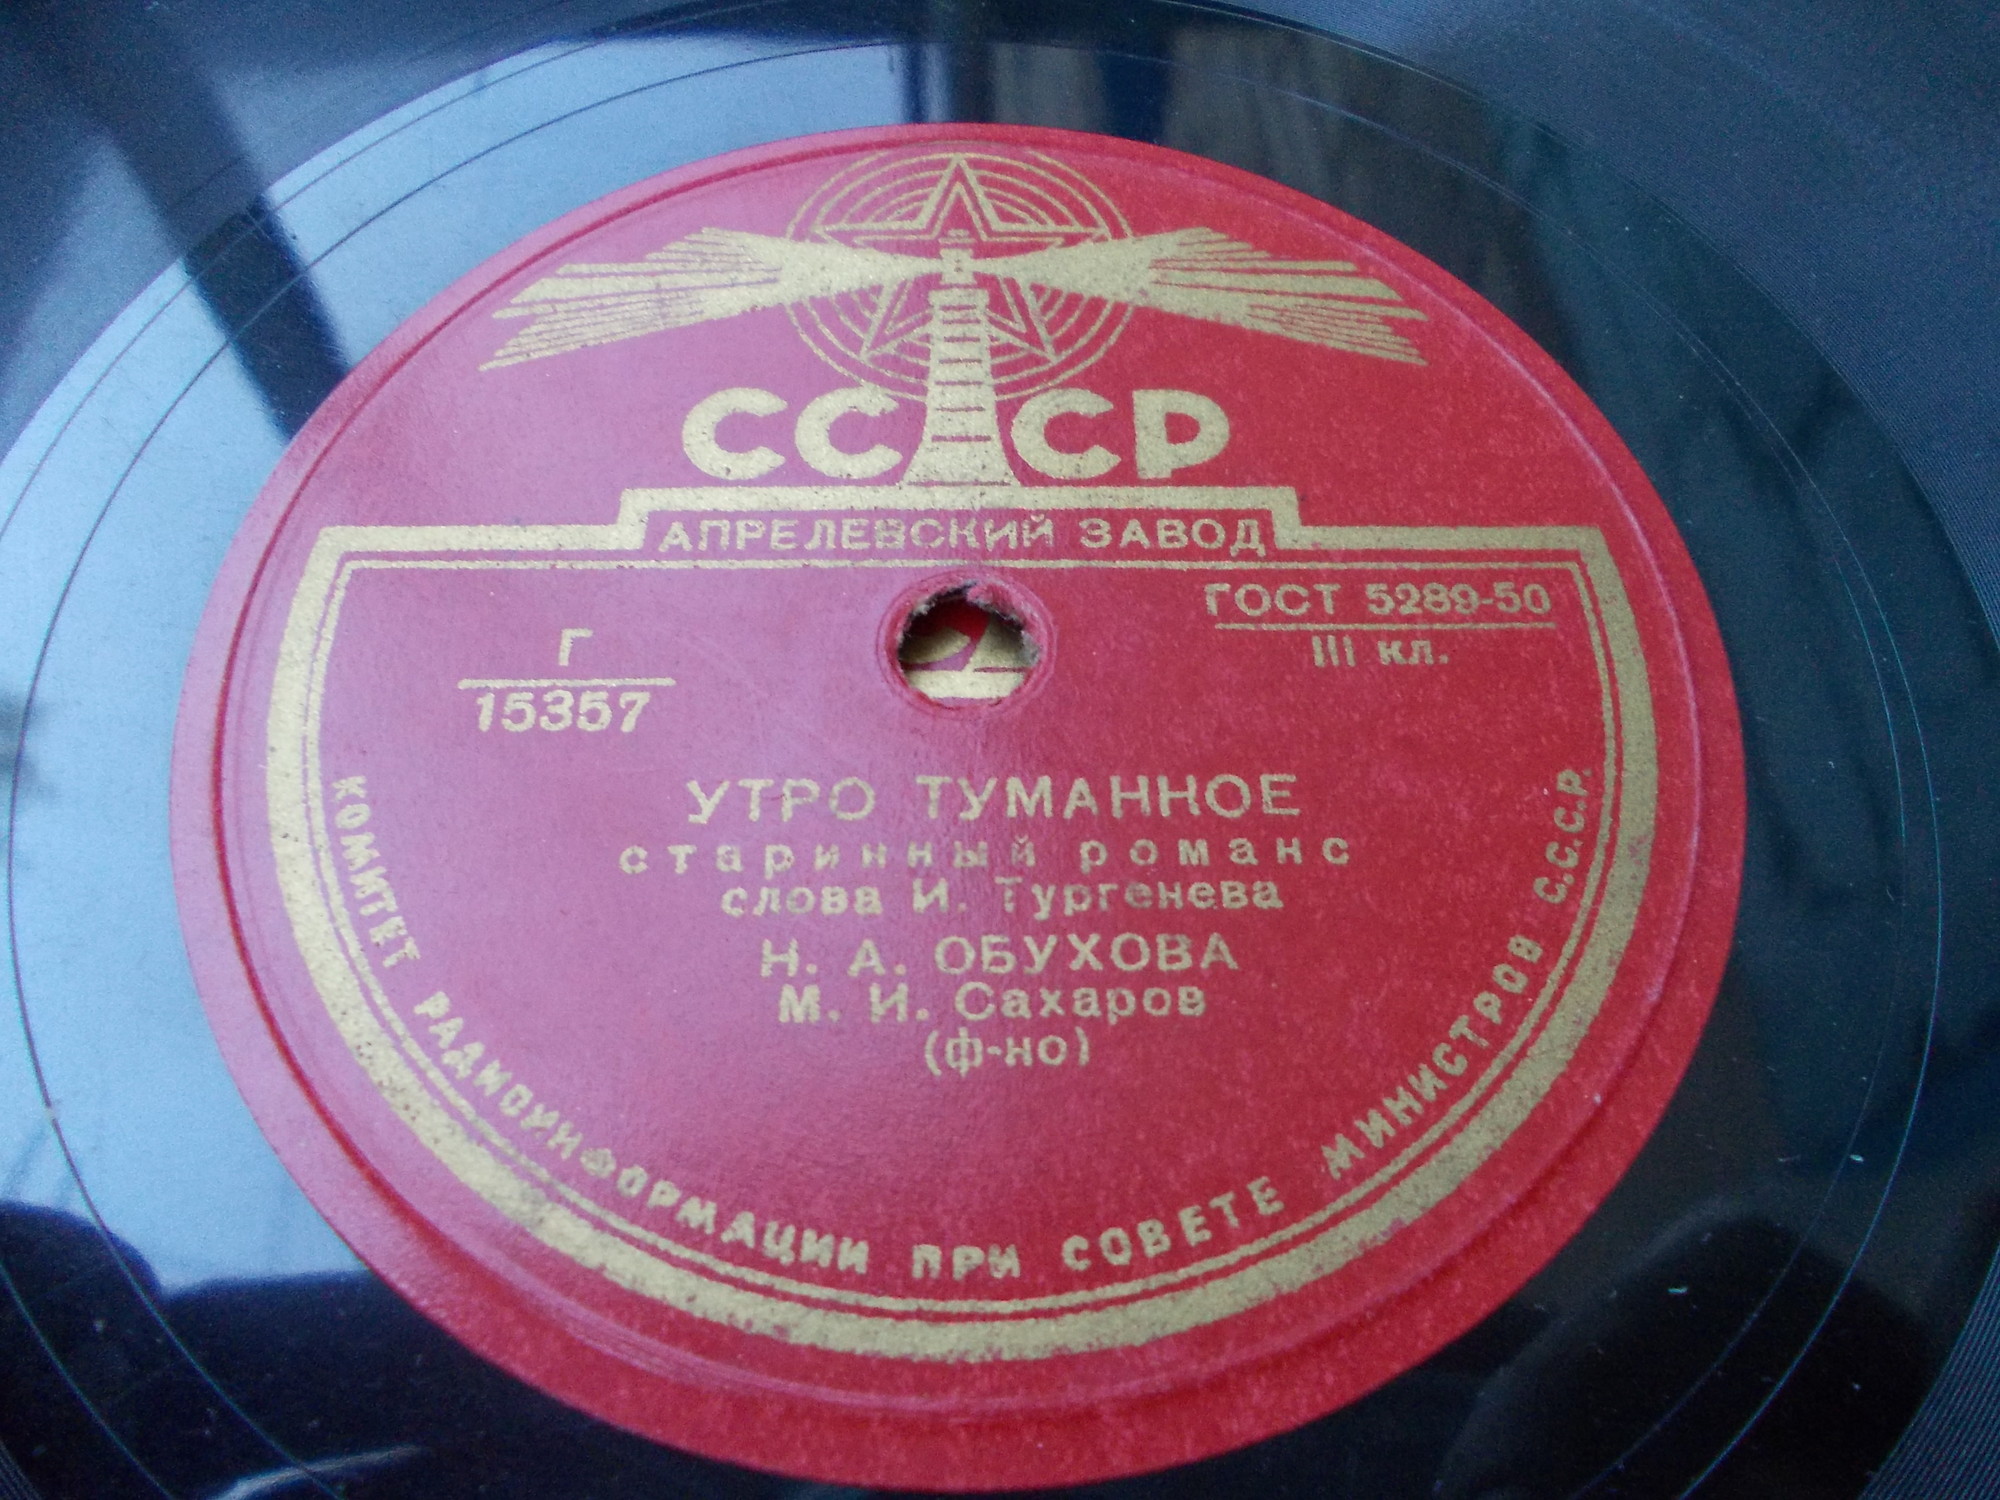 СССР
АПРЕЛЕВСКИЙ ЗАВОД
ГОСТ 5289-50
III кл.
Г
15357
УТРО ТУМАННОЕ
старинный романс
слова И. Тургенева
Н. А. ОБУХОВА
М. И. Сахаров
(ф-но)
КОМИТЕТ РАДИОИНФОРМАЦИИ ПРИ СОВЕТЕ МИНИСТРОВ С.С.С.Р.